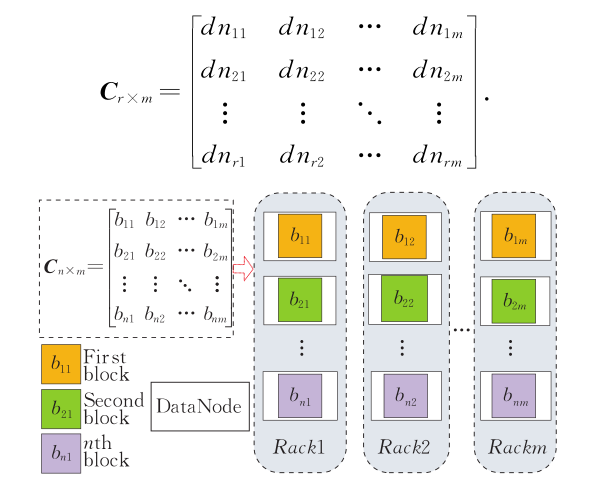 C_{r×m} = [dn_{11} dn_{12} ⋯ dn_{1m}
dn_{21} dn_{22} ⋯ dn_{2m}
⋮ ⋮ ⋱ ⋮
dn_{r1} dn_{r2} ⋯ dn_{rm}].
C_{n×m} = [b_{11} b_{12} ⋯ b_{1m}
b_{21} b_{22} ⋯ b_{2m}
⋮ ⋮ ⋱ ⋮
b_{n1} b_{n2} ⋯ b_{nm}]
b_{11} First
block
b_{21} Second
block
b_{n1} nth
block
DataNode
b_{11}
b_{21}
⋮
b_{n1}
Rack1
b_{12}
b_{22}
⋮
b_{n2}
Rack2
⋯
b_{1m}
b_{2m}
⋮
b_{nm}
Rackm